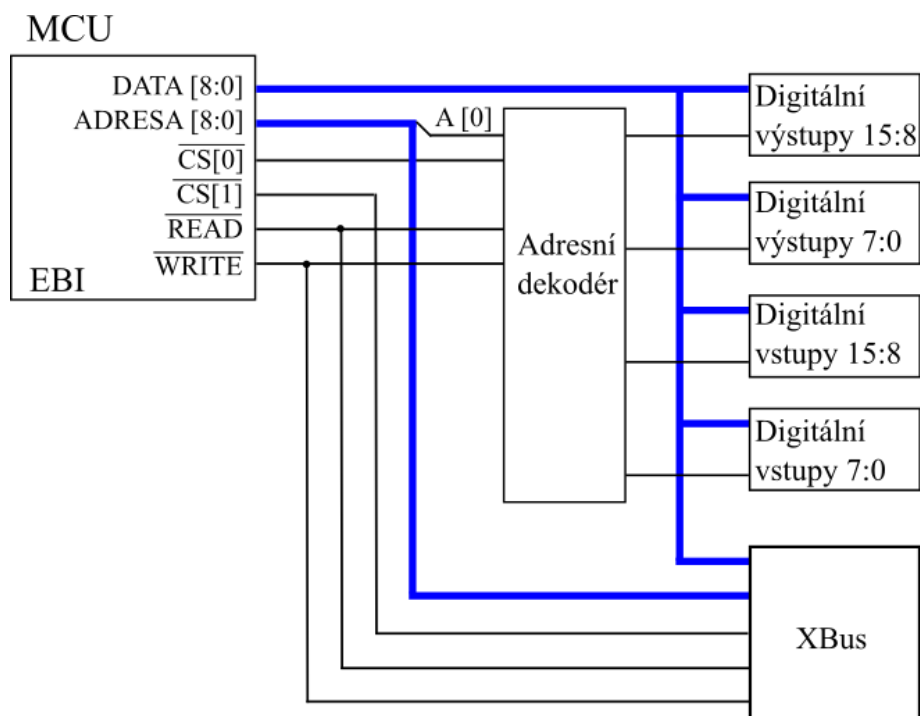 MCU
DATA [8:0]
ADRESA [8:0]
CS[0]
CS[1]
READ
WRITE
EBI
A [0]
Adresní
dekodér
Digitální
výstupy 15:8
Digitální
výstupy 7:0
Digitální
vstupy 15:8
Digitální
vstupy 7:0
XBus